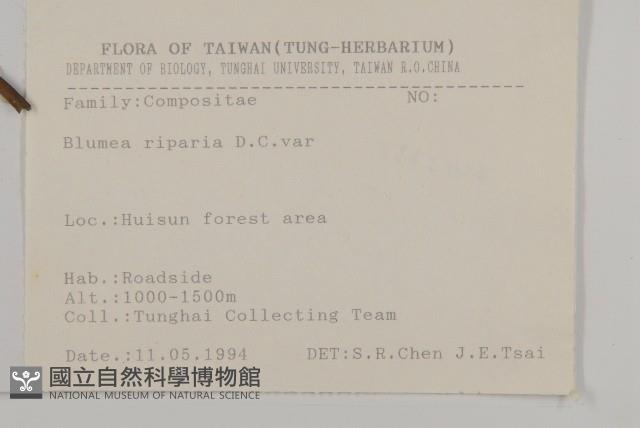 FLORA OF TAIWAN(TUNG-HERBARIUM)
DEPARTMENT OF BIOLOGY, TUNGHAI UNIVERSITY, TAIWAN R.O.CHINA
Family:Compositae NO:
Blumea riparia D.C.var
Loc.:Huisun forest area
Hab.:Roadside
Alt.:1000-1500m
Coll.:Tunghai Collecting Team
Date.:11.05.1994 DET:S.R.Chen J.E.Tsai
國立自然科學博物館
NATIONAL MUSEUM OF NATURAL SCIENCE